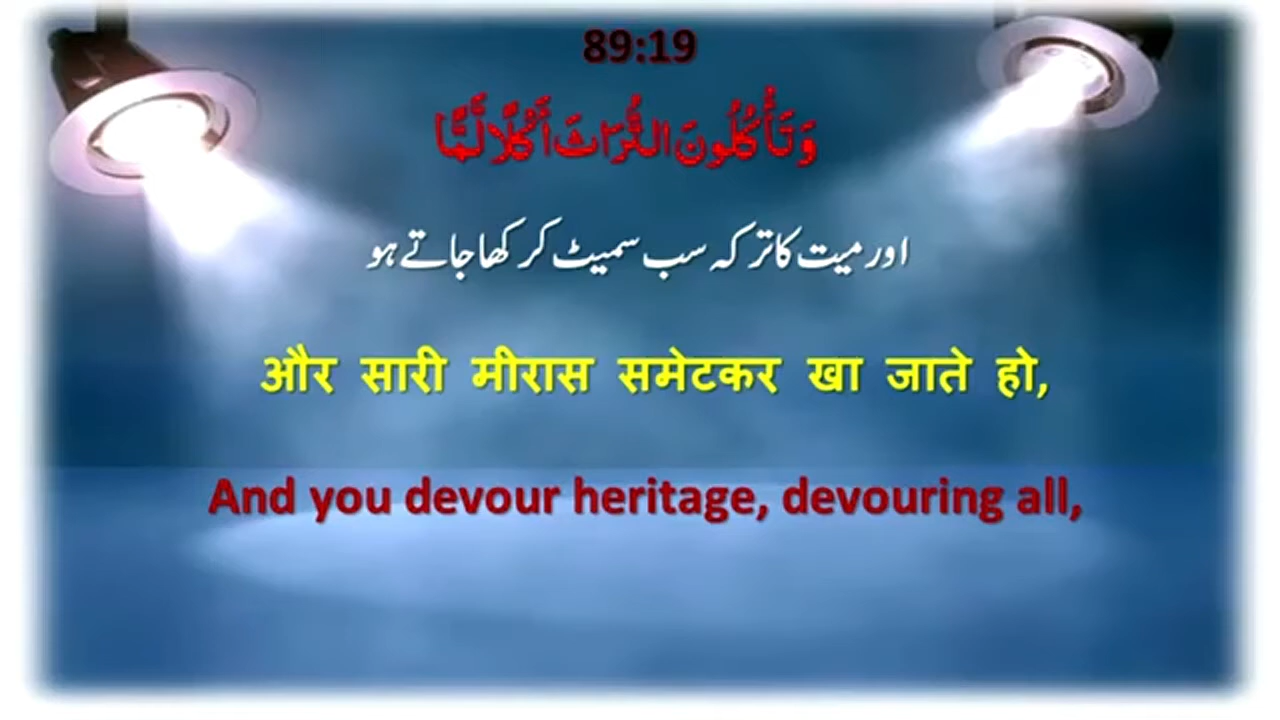 89:19
وَتَأْكُلُونَ التُّرَاثَ أَكْلًا لَّمًّا
اور میت کا ترکہ سب سمیٹ کر کھا جاتے ہو
और सारी मीरास समेटकर खा जाते हो,
And you devour heritage, devouring all,